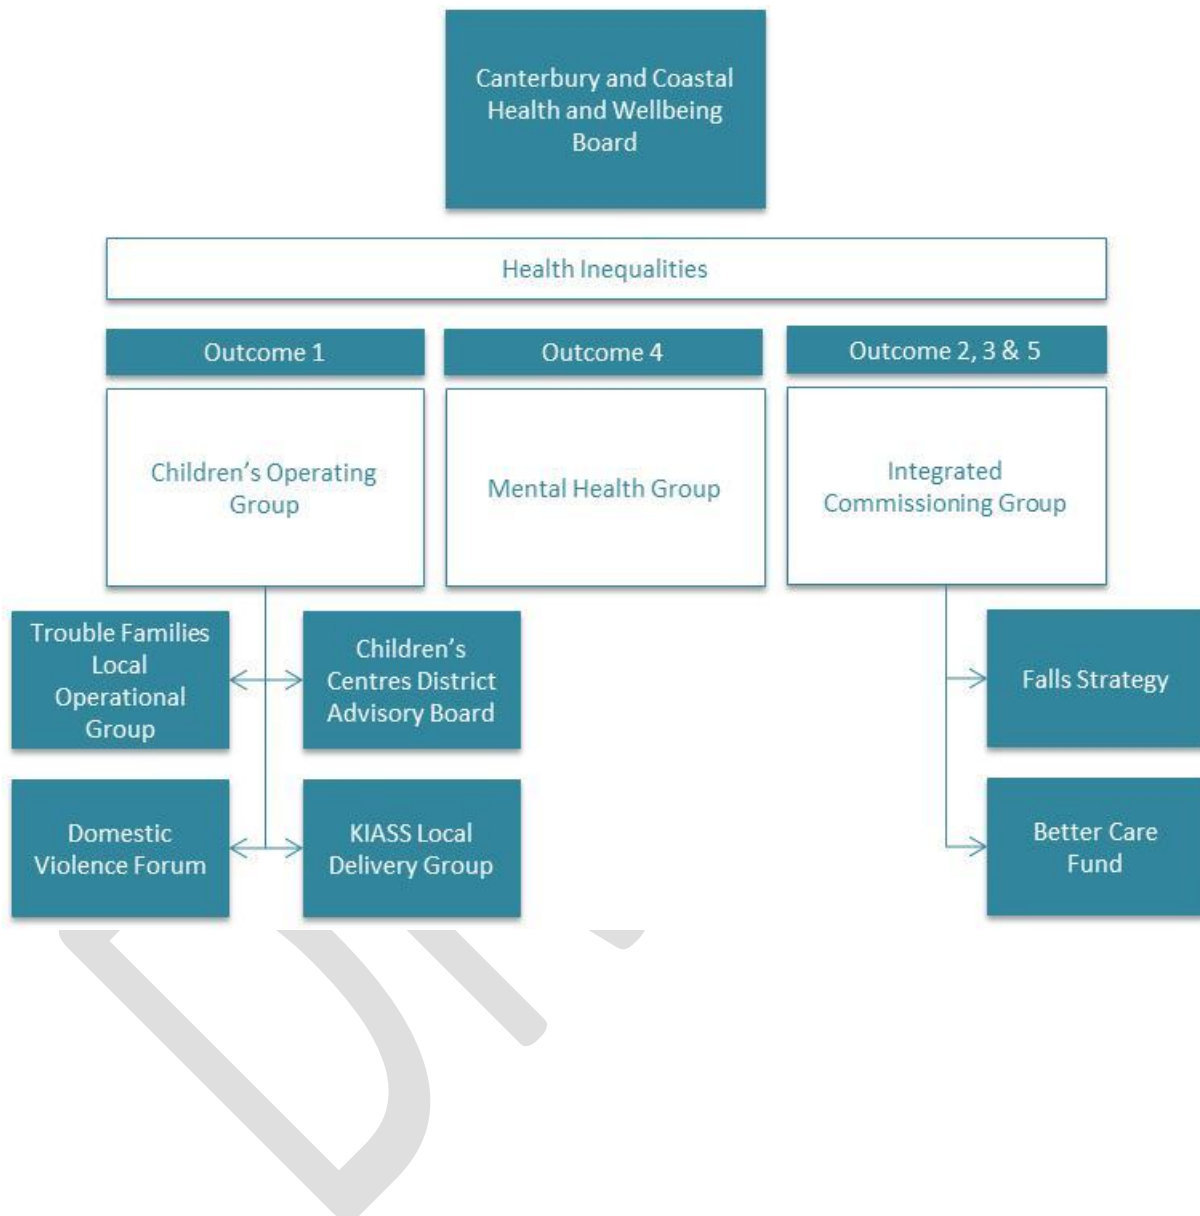 Canterbury and Coastal
Health and Wellbeing
Board
Health Inequalities
Outcome 1
Outcome 4
Outcome 2, 3 & 5
Children’s Operating
Group
Mental Health Group
Integrated
Commissioning Group
Trouble Families
Local
Operational
Group
Children’s
Centres District
Advisory Board
Falls Strategy
Domestic
Violence Forum
KIASS Local
Delivery Group
Better Care
Fund